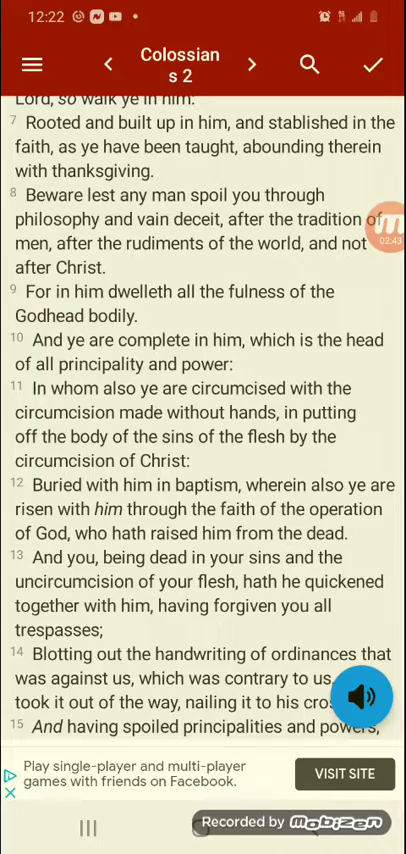 12:22
Colossian
s 2
Lord, so walk ye in him:
7 Rooted and built up in him, and stablished in the
faith, as ye have been taught, abounding therein
with thanksgiving.
8 Beware lest any man spoil you through
philosophy and vain deceit, after the tradition of
men, after the rudiments of the world, and not
02:43
after Christ.
9 For in him dwelleth all the fulness of the
Godhead bodily.
10 And ye are complete in him, which is the head
of all principality and power:
11 In whom also ye are circumcised with the
circumcision made without hands, in putting
off the body of the sins of the flesh by the
circumcision of Christ:
12 Buried with him in baptism, wherein also ye are
risen with him through the faith of the operation
of God, who hath raised him from the dead.
13 And you, being dead in your sins and the
uncircumcision of your flesh, hath he quickened
together with him, having forgiven you all
trespasses;
14 Blotting out the handwriting of ordinances that
was against us, which was contrary to us,
took it out of the way, nailing it to his cro
15 And having spoiled principalities and powers,
Play single-player and multi-player
games with friends on Facebook.
VISIT SITE
Recorded by Mobizen